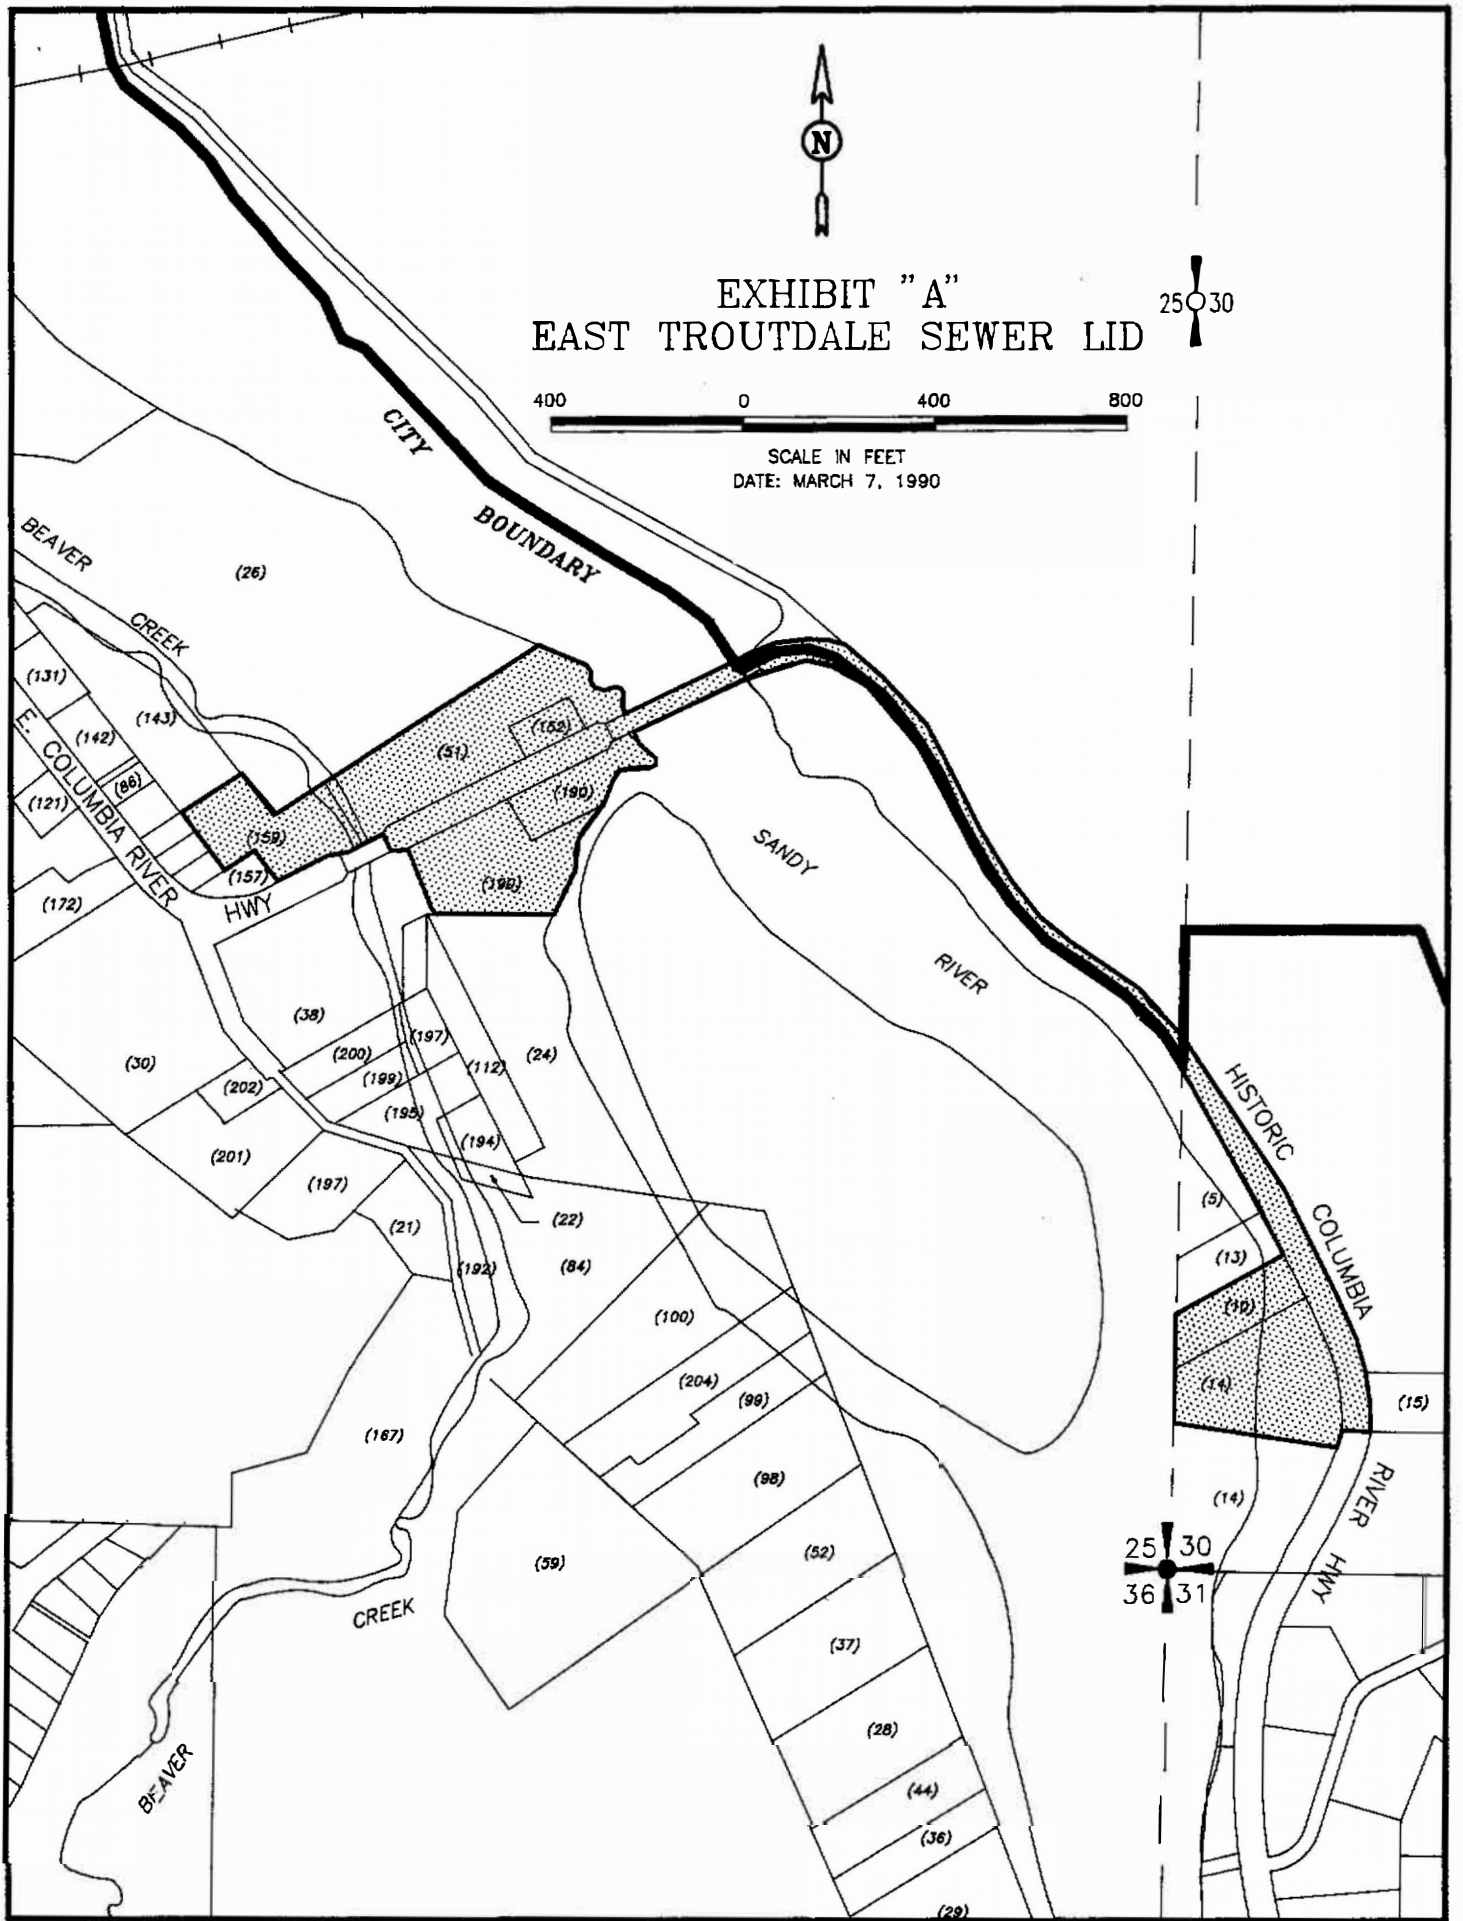 N
EXHIBIT "A"
EAST TROUTDALE SEWER LID
25 30
400 0 400 800
SCALE IN FEET
DATE: MARCH 7, 1990
CITY
BOUNDARY
BEAVER
CREEK
(26)
(131)
(143)
(142)
(86)
(121)
E. COLUMBIA RIVER
HWY
(51)
(152)
(190)
(159)
(157)
(172)
SANDY
RIVER
(38)
(30)
(200)
(197)
(199)
(112)
(24)
(202)
(195)
(194)
(201)
(197)
(21)
(22)
(192)
(84)
(100)
(204)
(99)
(167)
(98)
(59)
(52)
CREEK
(37)
(28)
BEAVER
(44)
(36)
(29)
HISTORIC
COLUMBIA
RIVER
HWY
(5)
(13)
(10)
(14)
(15)
(14)
25 30
36 31